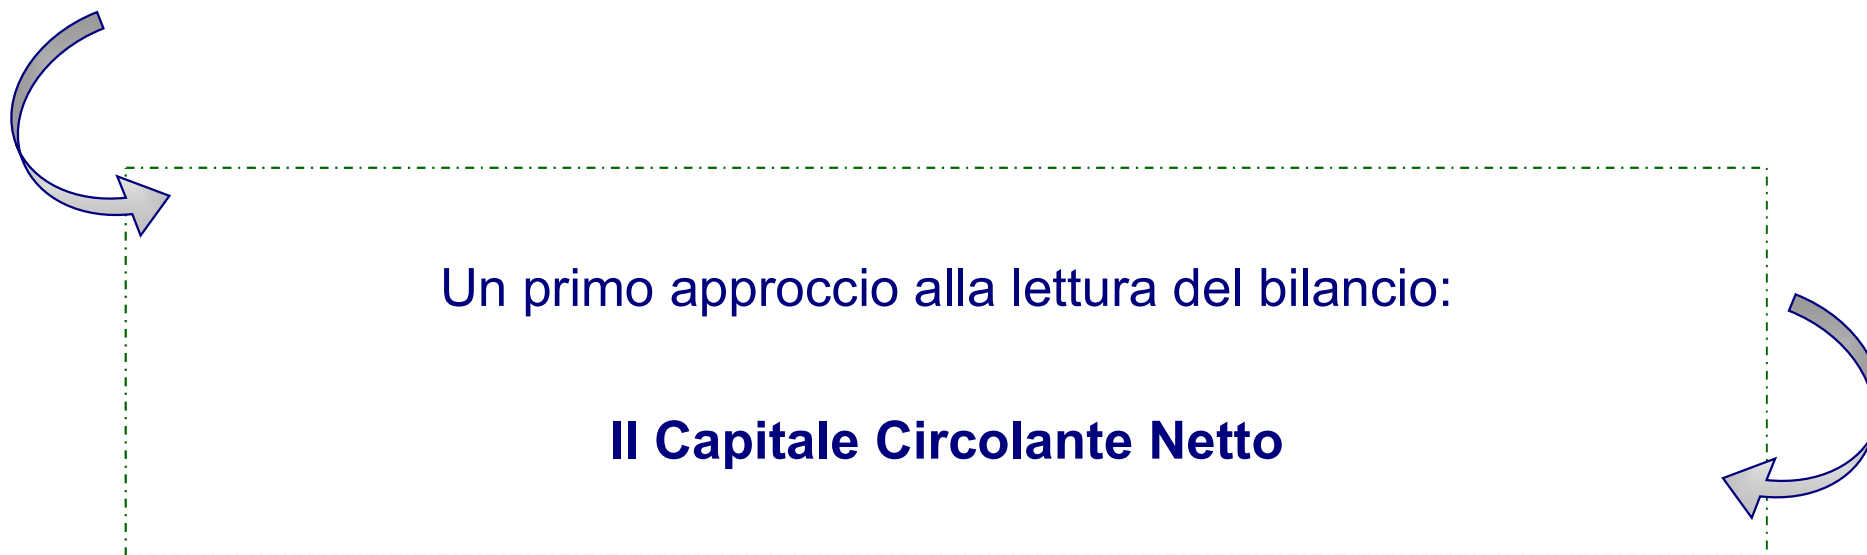 Un primo approccio alla lettura del bilancio:
Il Capitale Circolante Netto